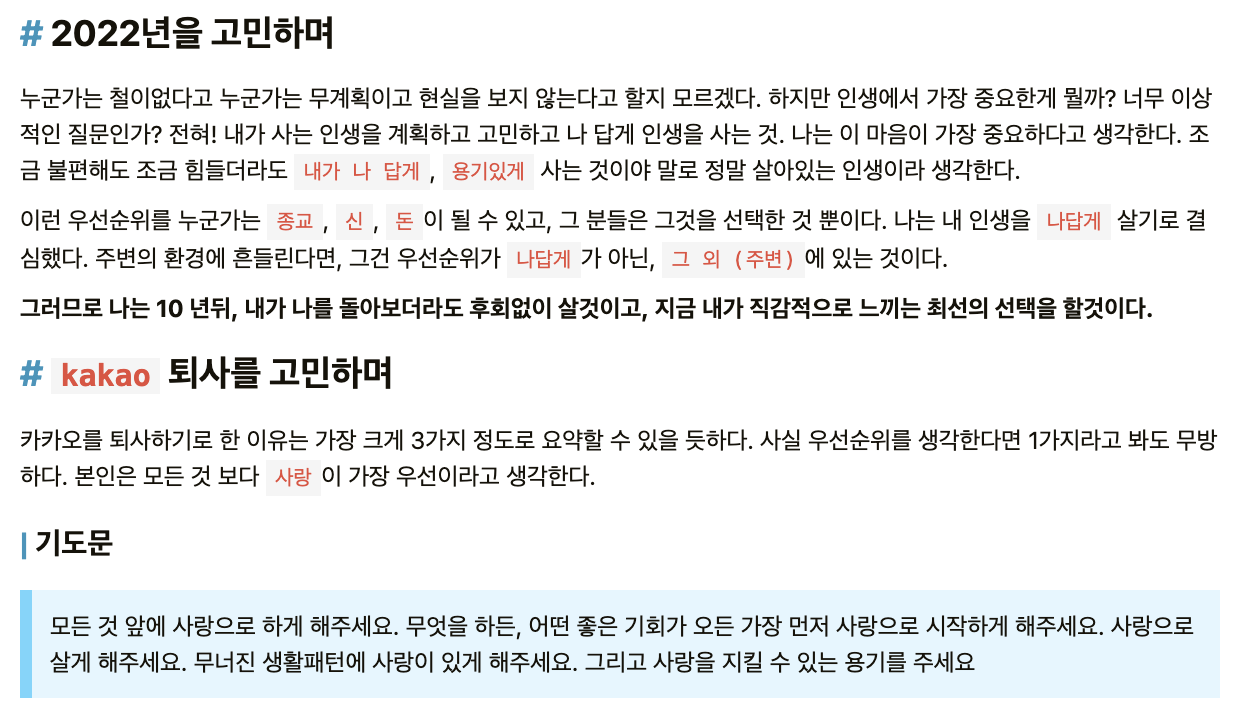 # 2022년을 고민하며
누군가는 철이없다고 누군가는 무계획이고 현실을 보지 않는다고 할지 모르겠다. 하지만 인생에서 가장 중요한게 뭘까? 너무 이상
적인 질문인가? 전혀! 내가 사는 인생을 계획하고 고민하고 나 답게 인생을 사는 것. 나는 이 마음이 가장 중요하다고 생각한다. 조
금 불편해도 조금 힘들더라도 내가 나 답게 , 용기있게 사는 것이야 말로 정말 살아있는 인생이라 생각한다.
이런 우선순위를 누군가는 종교 , 신 , 돈 이 될 수 있고, 그 분들은 그것을 선택한 것 뿐이다. 나는 내 인생을 나답게 살기로 결
심했다. 주변의 환경에 흔들린다면, 그건 우선순위가 나답게 가 아닌, 그 외 (주변) 에 있는 것이다.
그러므로 나는 10 년뒤, 내가 나를 돌아보더라도 후회없이 살것이고, 지금 내가 직감적으로 느끼는 최선의 선택을 할것이다.
# kakao 퇴사를 고민하며
카카오를 퇴사하기로 한 이유는 가장 크게 3가지 정도로 요약할 수 있을 듯하다. 사실 우선순위를 생각한다면 1가지라고 봐도 무방
하다. 본인은 모든 것 보다 사랑 이 가장 우선이라고 생각한다.
기도문
모든 것 앞에 사랑으로 하게 해주세요. 무엇을 하든, 어떤 좋은 기회가 오든 가장 먼저 사랑으로 시작하게 해주세요. 사랑으로
살게 해주세요. 무너진 생활패턴에 사랑이 있게 해주세요. 그리고 사랑을 지킬 수 있는 용기를 주세요